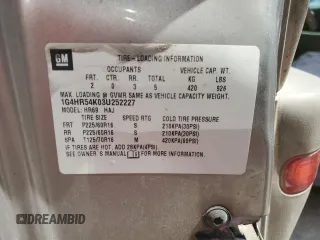 GM
TIRE-LOADING INFORMATION
OCCUPANTS VEHICLE CAP. WT.
FRT RR TOTAL KG LBS
2 3 5 420 926
MAX. LOADING @ GVWR SAME AS VEHICLE CAPACITY WEIGHT.
1G4HR54K03U252227
MODEL: HR69 HAJ
TIRE SIZE SPEED RTG COLD TIRE PRESSURE
FRT P225/60R16 S 210KPA(30PSI)
RR P225/60R16 S 210KPA(30PSI)
SPA T125/70R16 M 420KPA(60PSI)
IF TIRES ARE HOT ADD 28KPA(4PSI).
SEE OWNER'S MANUAL FOR MORE INFORMATION.
DREAMBID